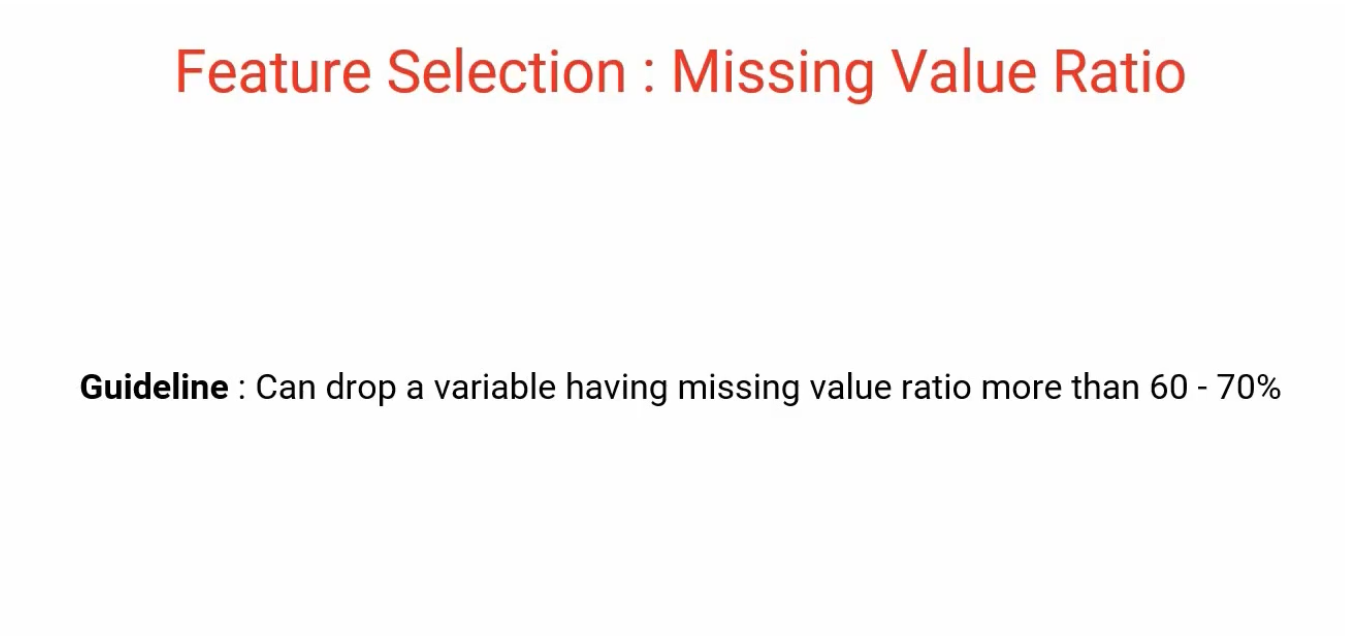 Feature Selection : Missing Value Ratio
Guideline : Can drop a variable having missing value ratio more than 60 - 70%